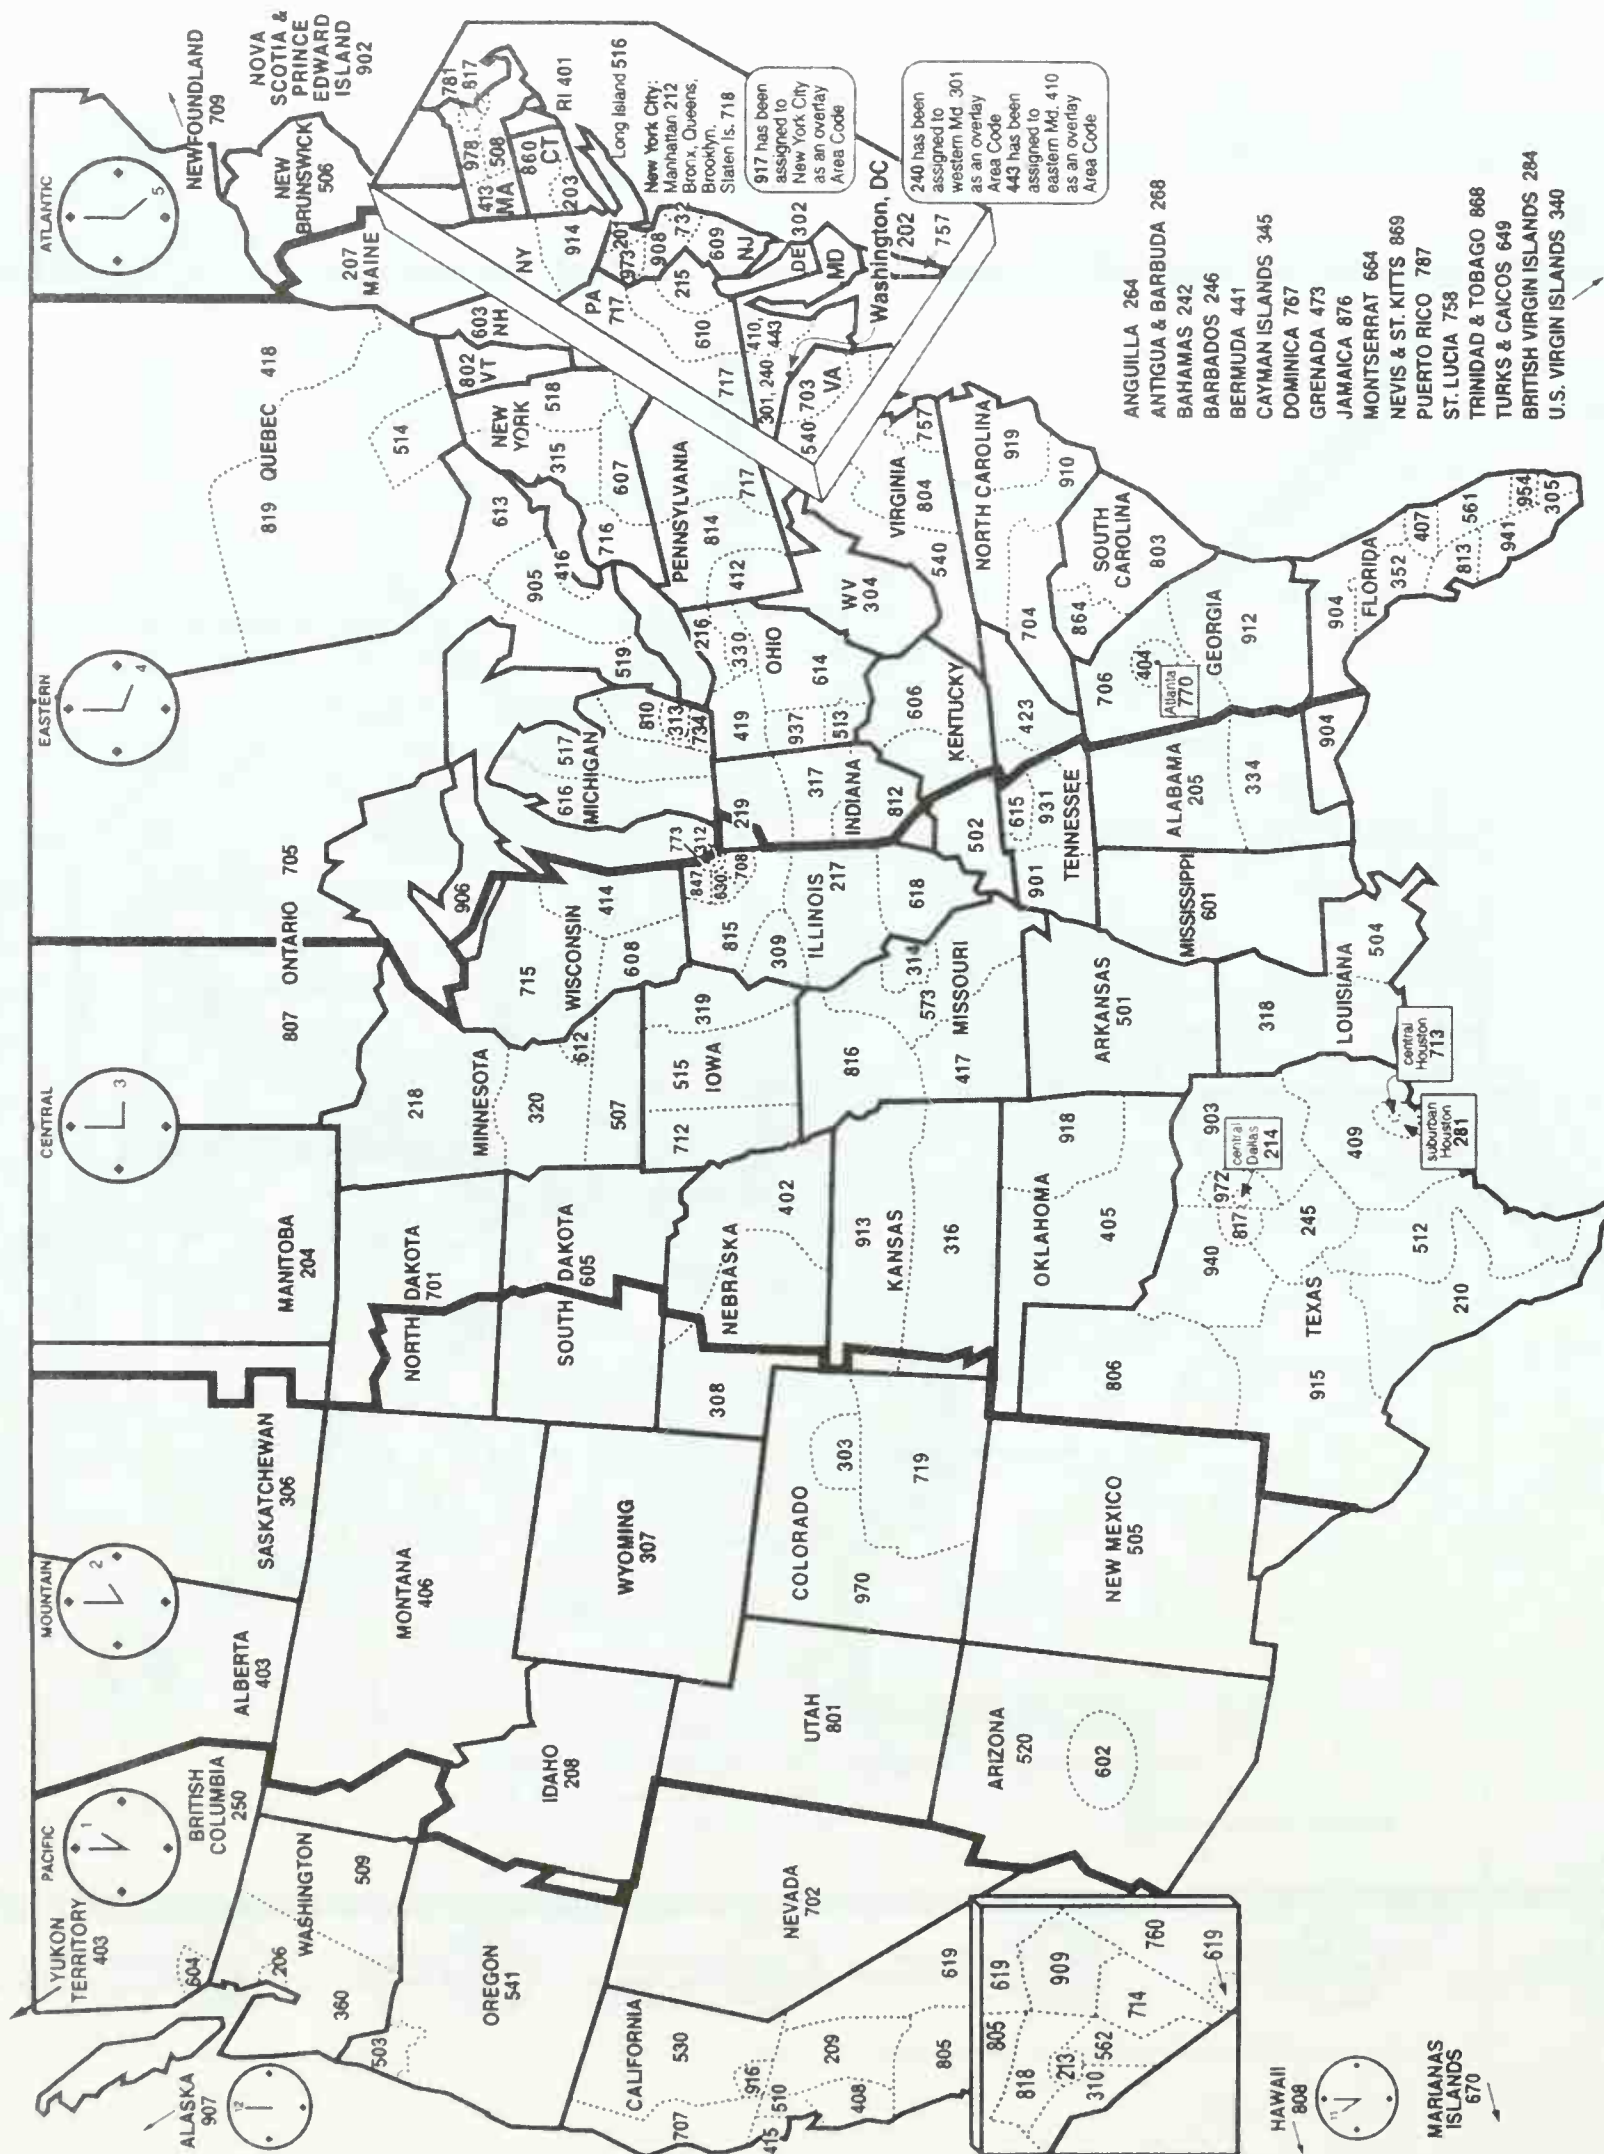 PACIFIC
1
MOUNTAIN
2
CENTRAL
3
EASTERN
4
ATLANTIC
5
YUKON
TERRITORY
403
ALASKA
907
12
BRITISH
COLUMBIA
250
604
ALBERTA
403
SASKATCHEWAN
306
MANITOBA
204
807 ONTARIO 705
819 QUEBEC 418
514
613
905
416
519
NEWFOUNDLAND
709
NEW
BRUNSWICK
506
NOVA
SCOTIA &
PRINCE
EDWARD
ISLAND
902
WASHINGTON
206
360
509
OREGON
541
503
IDAHO
208
MONTANA
406
WYOMING
307
NEVADA
702
UTAH
801
COLORADO
303
970
719
ARIZONA
520
602
NEW MEXICO
505
CALIFORNIA
530
707
916
415
510
209
408
805
619
805
619
818
213
310
562
909
714
760
619
HAWAII
808
11
MARIANAS
ISLANDS
670
NORTH DAKOTA
701
SOUTH DAKOTA
605
NEBRASKA
308
402
KANSAS
913
316
OKLAHOMA
918
405
TEXAS
806
940
817
972
903
central
Dallas
214
245
409
915
512
210
central
Houston
713
suburban
Houston
281
MINNESOTA
218
320
612
507
IOWA
712
515
319
MISSOURI
816
417
573
314
ARKANSAS
501
LOUISIANA
318
504
WISCONSIN
715
414
608
906
ILLINOIS
847
773
312
630
708
815
309
217
618
MICHIGAN
616
517
810
313
734
INDIANA
219
317
812
OHIO
216
330
419
614
937
513
KENTUCKY
606
502
TENNESSEE
901
615
931
423
MISSISSIPPI
601
ALABAMA
205
334
GEORGIA
706
404
Atlanta
770
912
FLORIDA
904
904
352
407
813
561
941
954
305
SOUTH
CAROLINA
864
803
NORTH CAROLINA
704
919
910
VIRGINIA
540
804
757
WV
304
PENNSYLVANIA
412
814
717
NEW
YORK
518
315
607
716
802
VT
603
NH
207
MAINE
781
617
978
508
413
MA
860
CT
203
RI 401
Long Island 516
New York City:
Manhattan 212
Bronx, Queens,
Brooklyn,
Staten Is. 718
917 has been
assigned to
New York City
as an overlay
Area Code
NY
914
PA
717
973
201
908
732
609
NJ
215
610
717
DE 302
MD
410,
443
301, 240
Washington, DC
202
703
VA
540
757
240 has been
assigned to
western Md. 301
as an overlay
Area Code
443 has been
assigned to
eastern Md. 410
as an overlay
Area Code
ANGUILLA 264
ANTIGUA & BARBUDA 268
BAHAMAS 242
BARBADOS 246
BERMUDA 441
CAYMAN ISLANDS 345
DOMINICA 767
GRENADA 473
JAMAICA 876
MONTSERRAT 664
NEVIS & ST. KITTS 869
PUERTO RICO 787
ST. LUCIA 758
TRINIDAD & TOBAGO 868
TURKS & CAICOS 649
BRITISH VIRGIN ISLANDS 284
U.S. VIRGIN ISLANDS 340